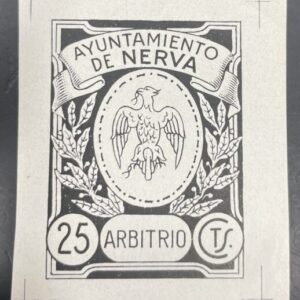 AYUNTAMIENTO
DE NERVA
25 ARBITRIO CTS.